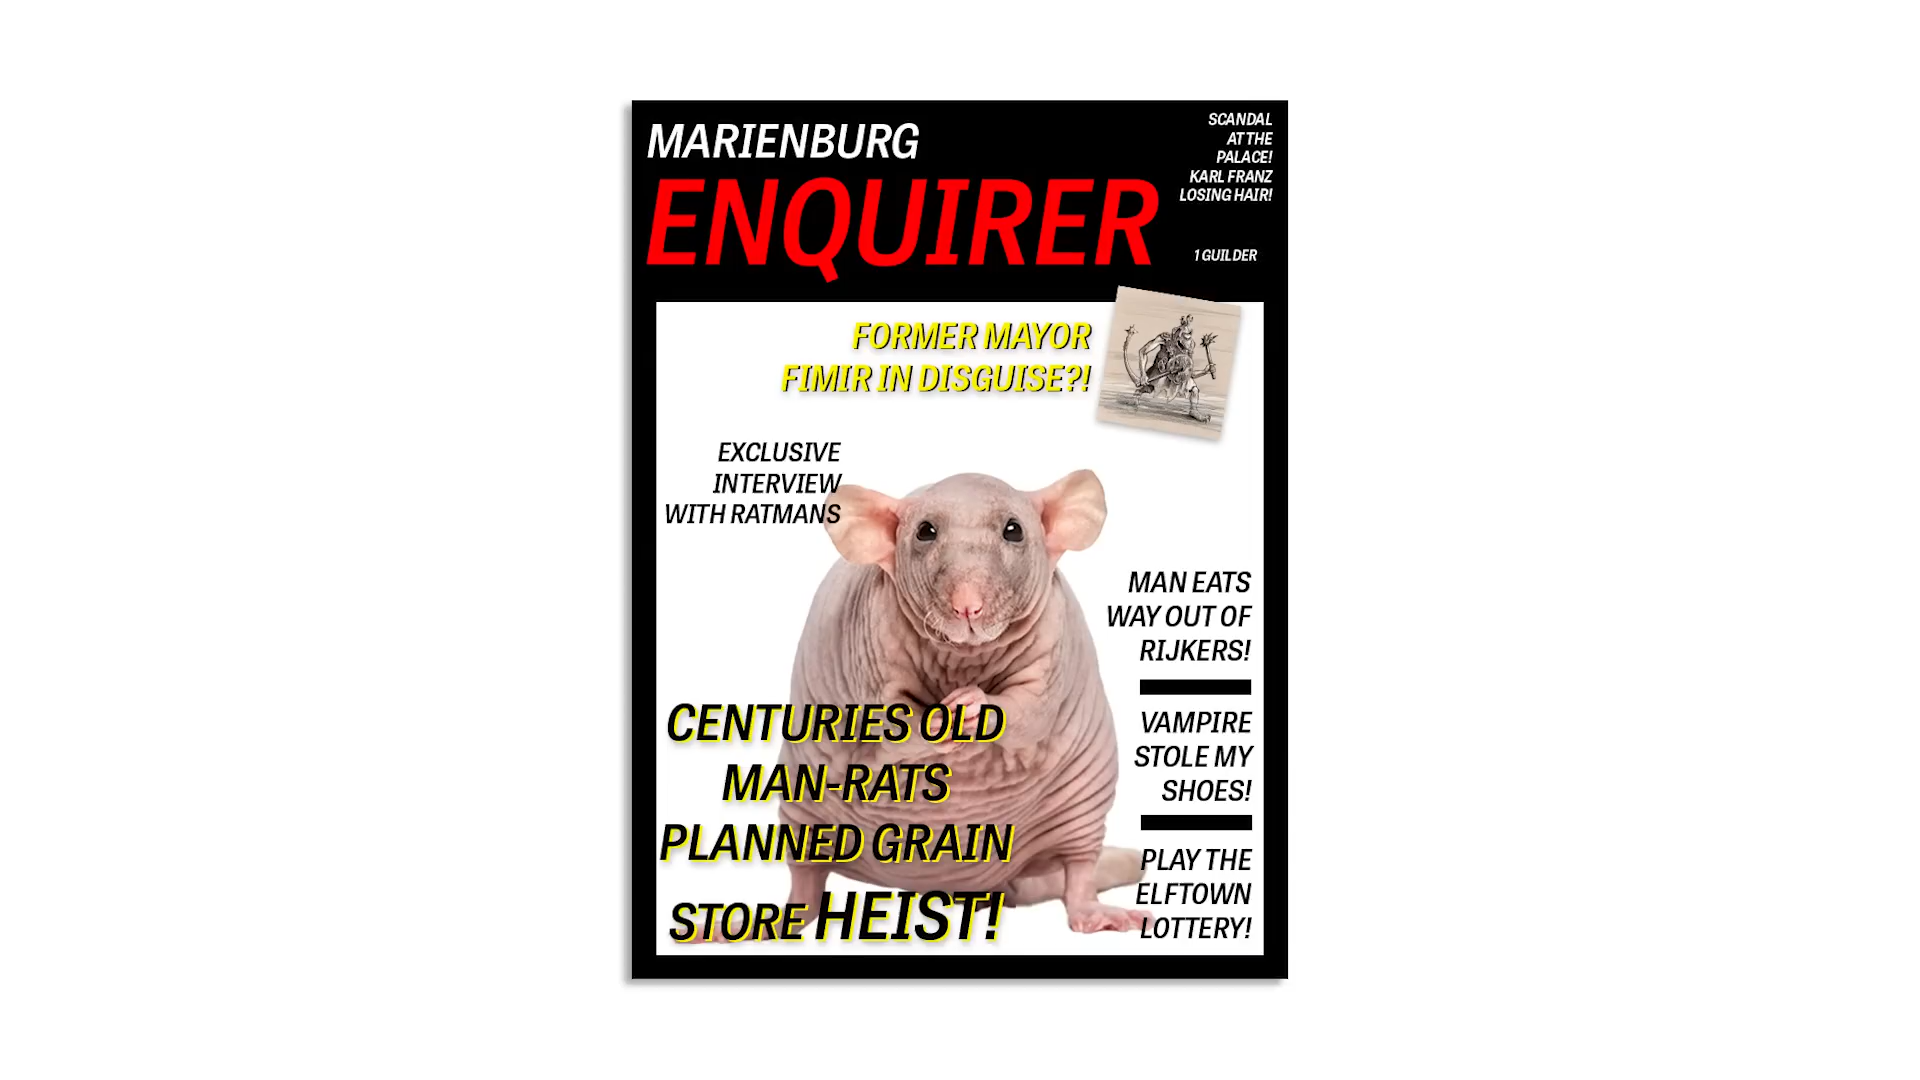 MARIENBURG
ENQUIRER
SCANDAL
AT THE
PALACE!
KARL FRANZ
LOSING HAIR!
1 GUILDER
FORMER MAYOR
FIMIR IN DISGUISE?!
EXCLUSIVE
INTERVIEW
WITH RATMANS
MAN EATS
WAY OUT OF
RIJKERS!
VAMPIRE
STOLE MY
SHOES!
PLAY THE
ELFTOWN
LOTTERY!
CENTURIES OLD
MAN-RATS
PLANNED GRAIN
STORE HEIST!